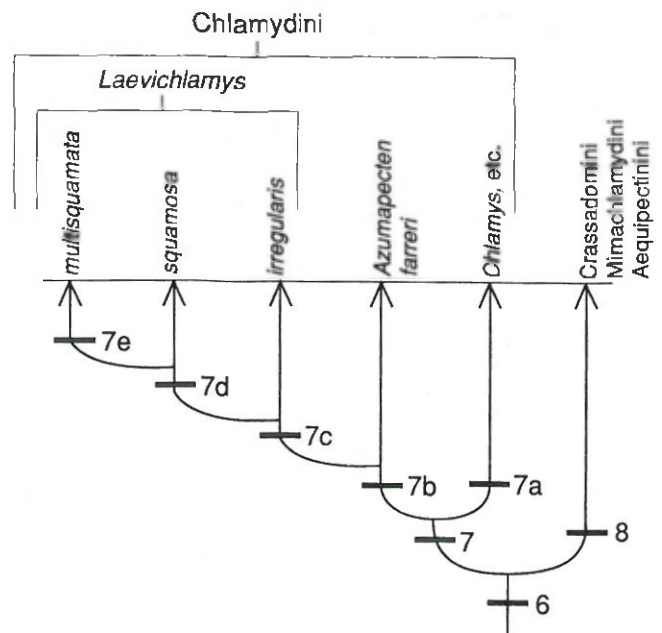 Chlamydini
Laevichlamys
multisquamata
squamosa
irregularis
Azumapecten
farreri
Chlamys, etc.
Crassadomini
Mimachlamydini
Aequipectinini
7e
7d
7c
7b
7a
7
8
6